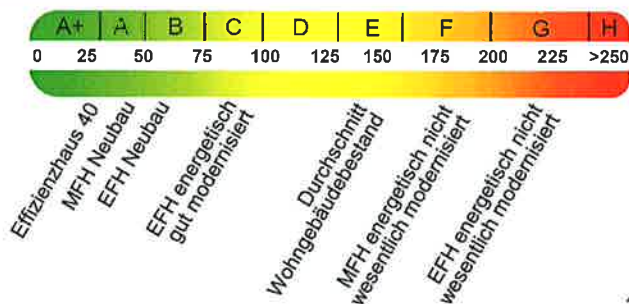 A+ A B C D E F G H
0 25 50 75 100 125 150 175 200 225 >250
Effizienzhaus 40
MFH Neubau
EFH Neubau
EFH energetisch
gut modernisiert
Durchschnitt
Wohngebäudebestand
MFH energetisch nicht
wesentlich modernisiert
EFH energetisch nicht
wesentlich modernisiert